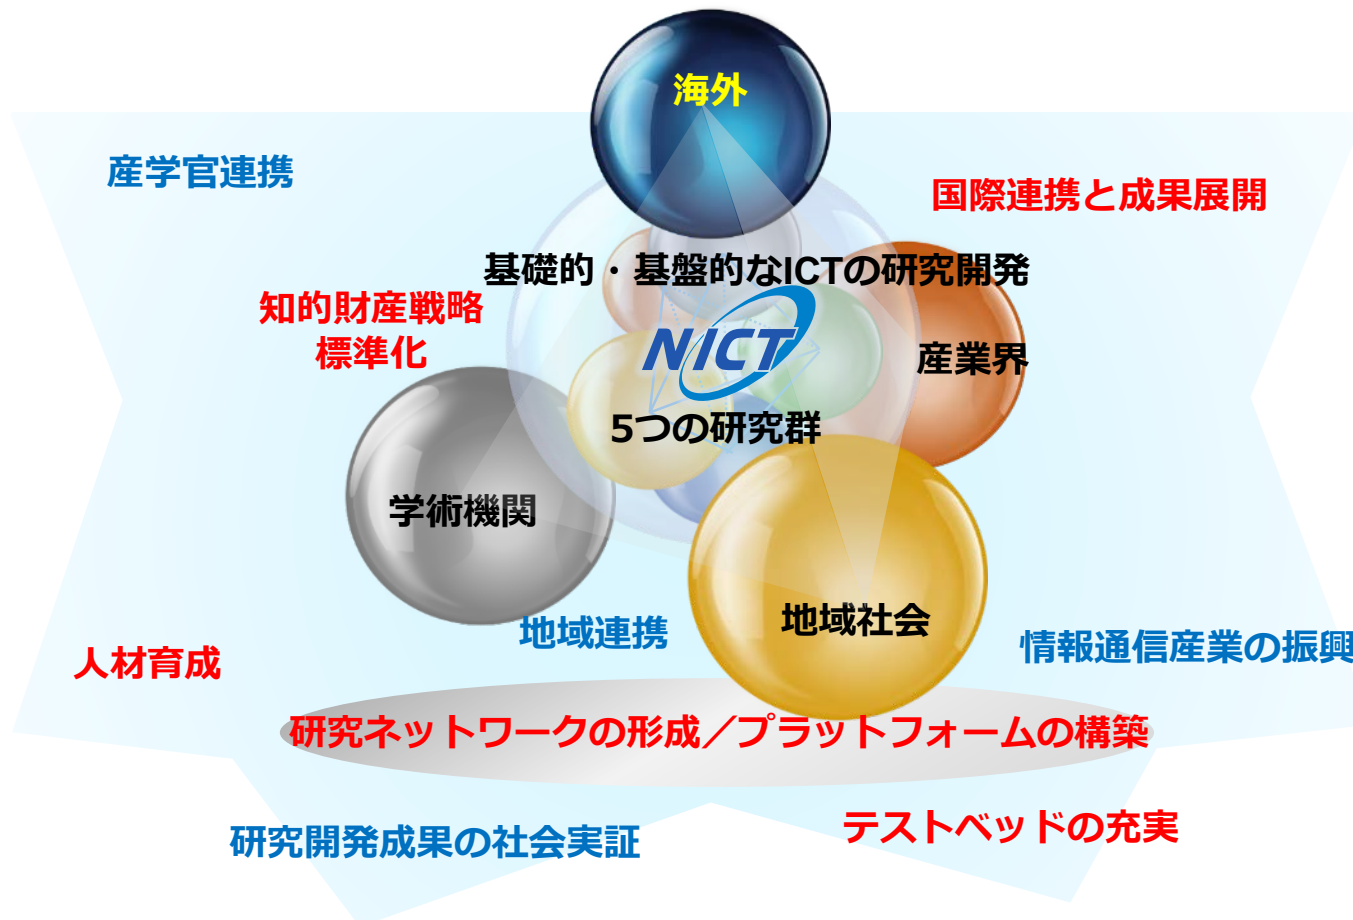 海外
産学官連携
国際連携と成果展開
基礎的・基盤的なICTの研究開発
知的財産戦略
標準化
NICT
産業界
5つの研究群
学術機関
地域社会
地域連携
情報通信産業の振興
人材育成
研究ネットワークの形成／プラットフォームの構築
テストベッドの充実
研究開発成果の社会実証